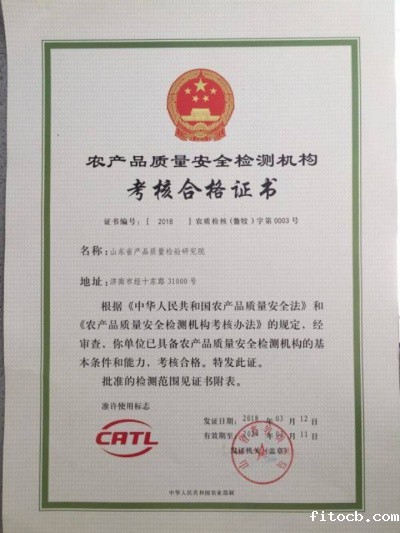 农产品质量安全检测机构
考核合格证书
证书编号:[ 2018 ]农质检核(鲁)字第0003号
名称:山东省产品质量检验研究院
地址:济南市经十东路31000号
根据《中华人民共和国农产品质量安全法》和
《农产品质量安全检测机构考核办法》的规定,经
审查,你单位已具备农产品质量安全检测机构的基
本条件和能力,考核合格。特发此证。
批准的检测范围见证书附表。
准许使用标志
CATL
发证日期:2018 年 03 月 12 日
有效期至:2024 年 月 11 日
发证机关:(盖章)
中华人民共和国农业部制
fitocb.com